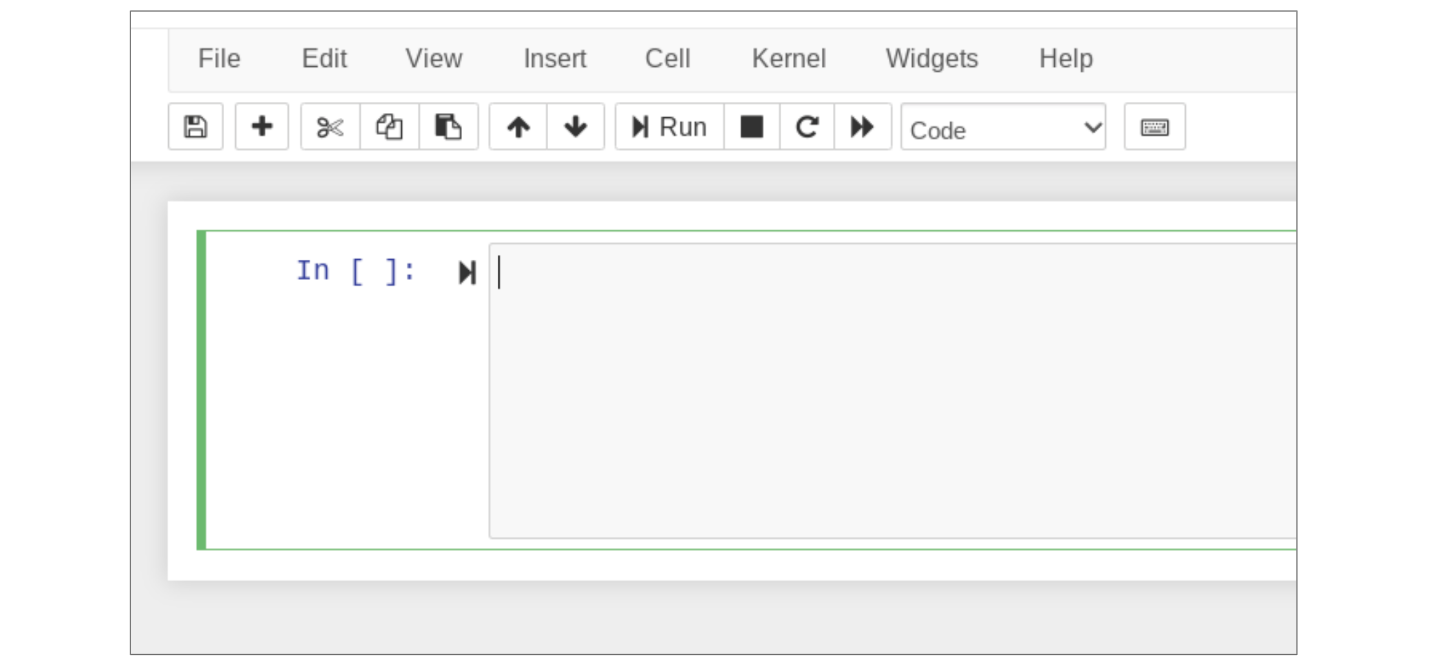 File Edit View Insert Cell Kernel Widgets Help
Run Code
In [ ]: